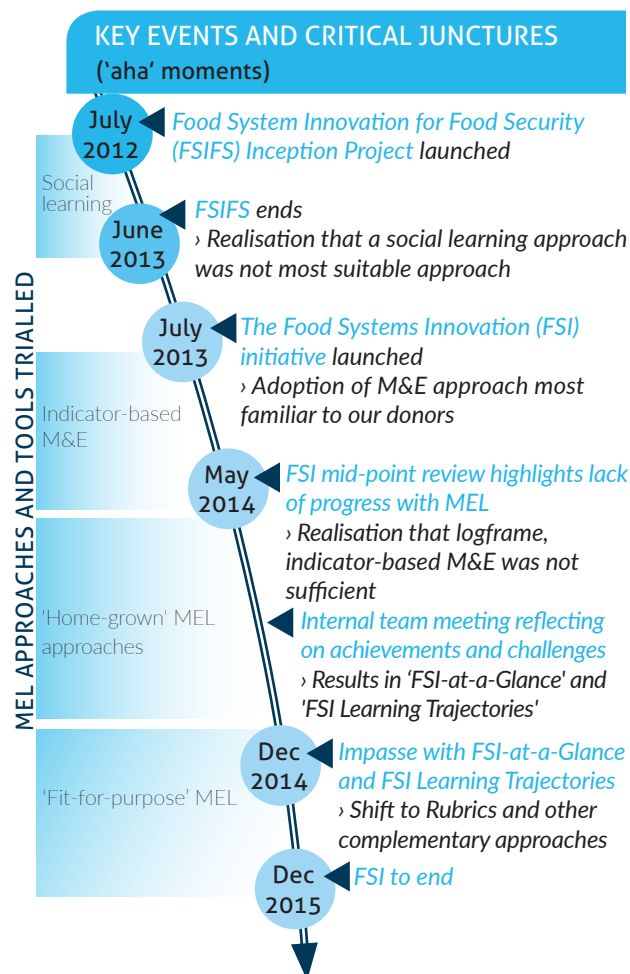 KEY EVENTS AND CRITICAL JUNCTURES
(‘aha’ moments)
MEL APPROACHES AND TOOLS TRIALLED
July
2012
Food System Innovation for Food Security
(FSIFS) Inception Project launched
Social
learning
June
2013
FSIFS ends
› Realisation that a social learning approach
was not most suitable approach
July
2013
The Food Systems Innovation (FSI)
initiative launched
› Adoption of M&E approach most
familiar to our donors
Indicator-based
M&E
May
2014
FSI mid-point review highlights lack
of progress with MEL
› Realisation that logframe,
indicator-based M&E was not
sufficient
'Home-grown' MEL
approaches
Internal team meeting reflecting
on achievements and challenges
› Results in ‘FSI-at-a-Glance' and
'FSI Learning Trajectories'
Dec
2014
Impasse with FSI-at-a-Glance
and FSI Learning Trajectories
› Shift to Rubrics and other
complementary approaches
‘Fit-for-purpose’ MEL
Dec
2015
FSI to end